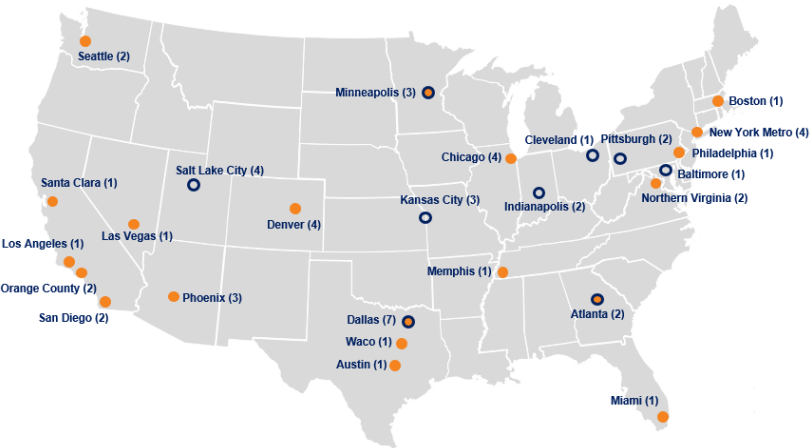 Seattle (2)
Minneapolis (3)
Boston (1)
New York Metro (4)
Cleveland (1)
Pittsburgh (2)
Philadelphia (1)
Chicago (4)
Salt Lake City (4)
Baltimore (1)
Santa Clara (1)
Northern Virginia (2)
Kansas City (3)
Indianapolis (2)
Denver (4)
Las Vegas (1)
Los Angeles (1)
Memphis (1)
Orange County (2)
Phoenix (3)
San Diego (2)
Dallas (7)
Atlanta (2)
Waco (1)
Austin (1)
Miami (1)